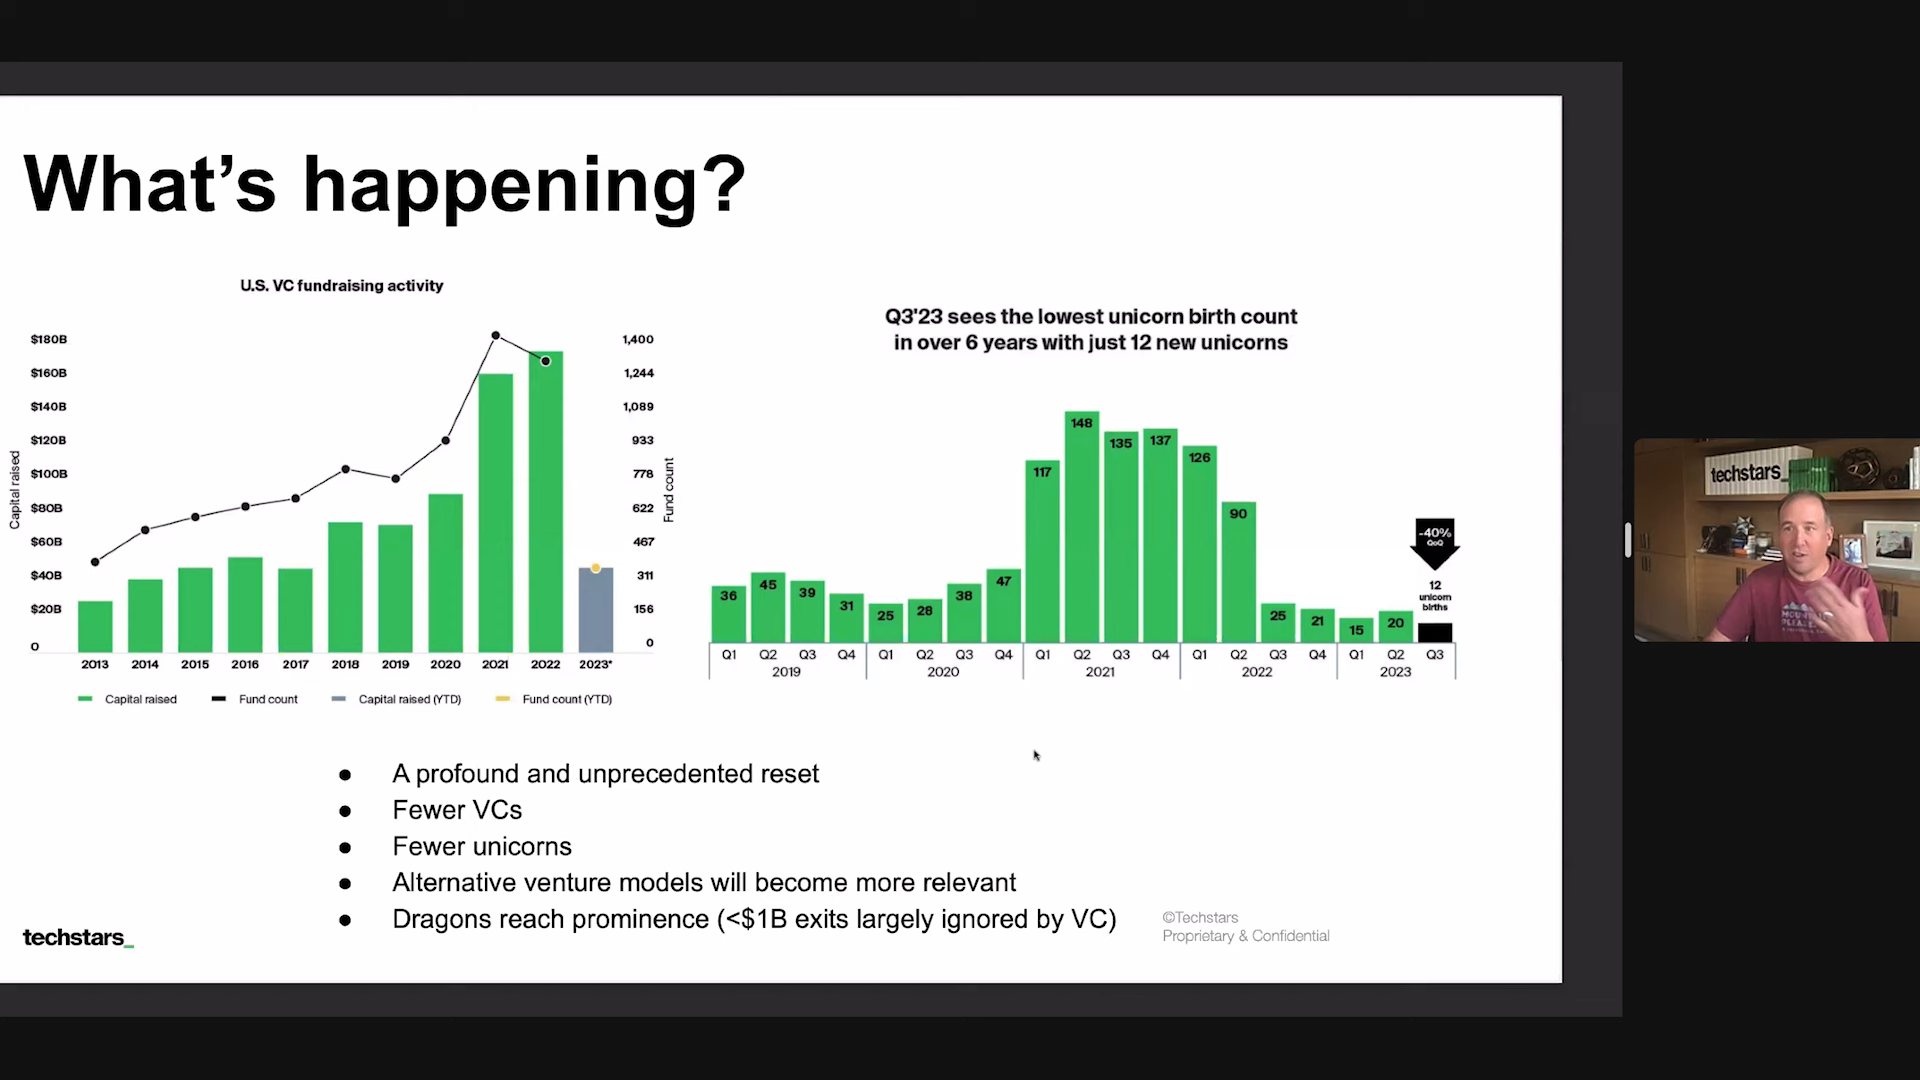 What's happening?
U.S. VC fundraising activity
$180B
$160B
$140B
$120B
$100B
$80B
$60B
$40B
$20B
0
Capital raised
1,400
1,244
1,089
933
778
622
467
311
156
0
Fund count
2013 2014 2015 2016 2017 2018 2019 2020 2021 2022 2023*
Capital raised Fund count Capital raised (YTD) Fund count (YTD)
Q3'23 sees the lowest unicorn birth count
in over 6 years with just 12 new unicorns
36 45 39 31 25 28 38 47 117 148 135 137 126 90 25 21 15 20
-40%
QoQ
12
unicorn
births
Q1 Q2 Q3 Q4 Q1 Q2 Q3 Q4 Q1 Q2 Q3 Q4 Q1 Q2 Q3 Q4 Q1 Q2 Q3
2019 2020 2021 2022 2023
● A profound and unprecedented reset
● Fewer VCs
● Fewer unicorns
● Alternative venture models will become more relevant
● Dragons reach prominence (<$1B exits largely ignored by VC)
techstars_
©Techstars
Proprietary & Confidential
techstars_
MOUNTAIN
PLEASE